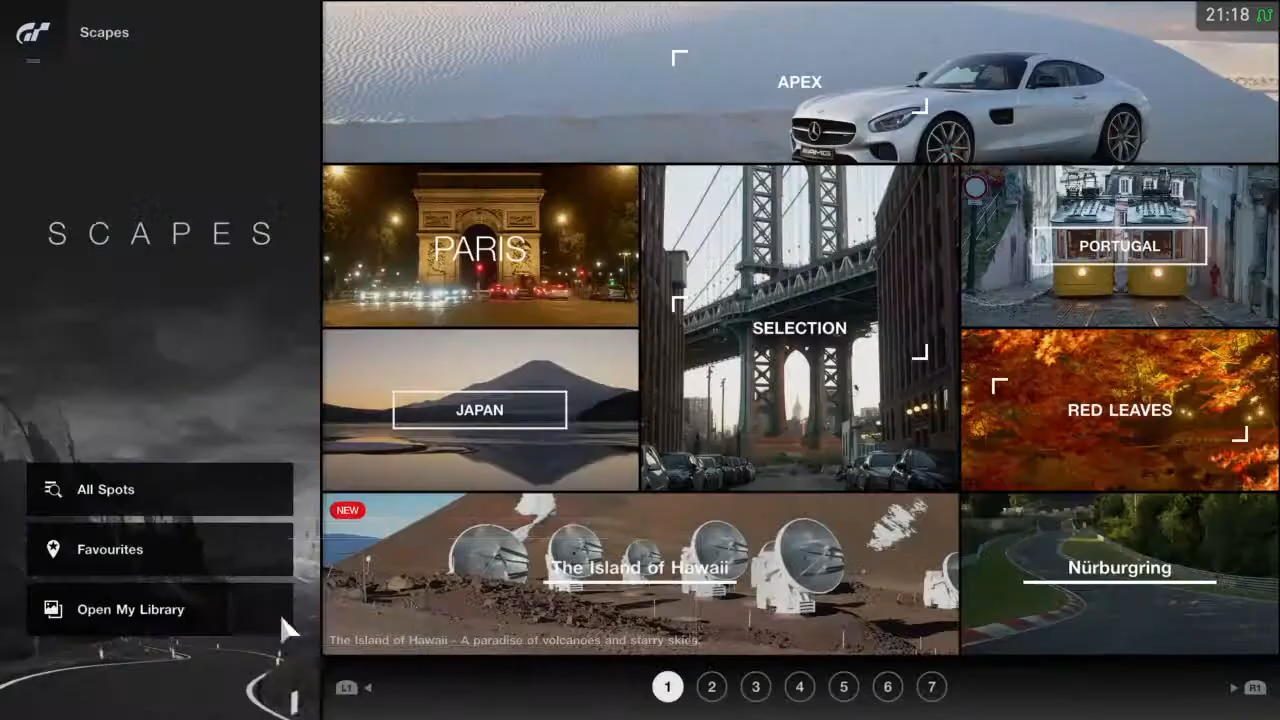 Scapes
21:18
APEX
AMG
SCAPES
PARIS
SELECTION
PORTUGAL
JAPAN
RED LEAVES
All Spots
Favourites
Open My Library
NEW
The Island of Hawaii
The Island of Hawaii - A paradise of volcanoes and starry skies.
Nürburgring
L1
1 2 3 4 5 6 7
R1